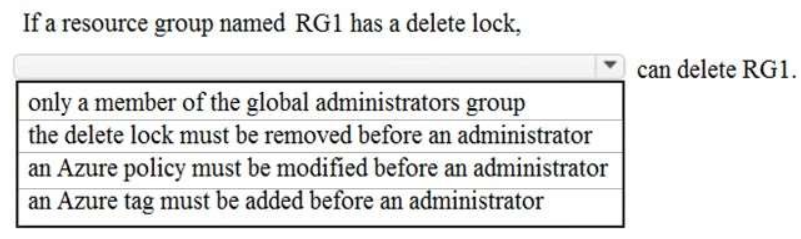 If a resource group named RG1 has a delete lock,
can delete RG1.
only a member of the global administrators group
the delete lock must be removed before an administrator
an Azure policy must be modified before an administrator
an Azure tag must be added before an administrator